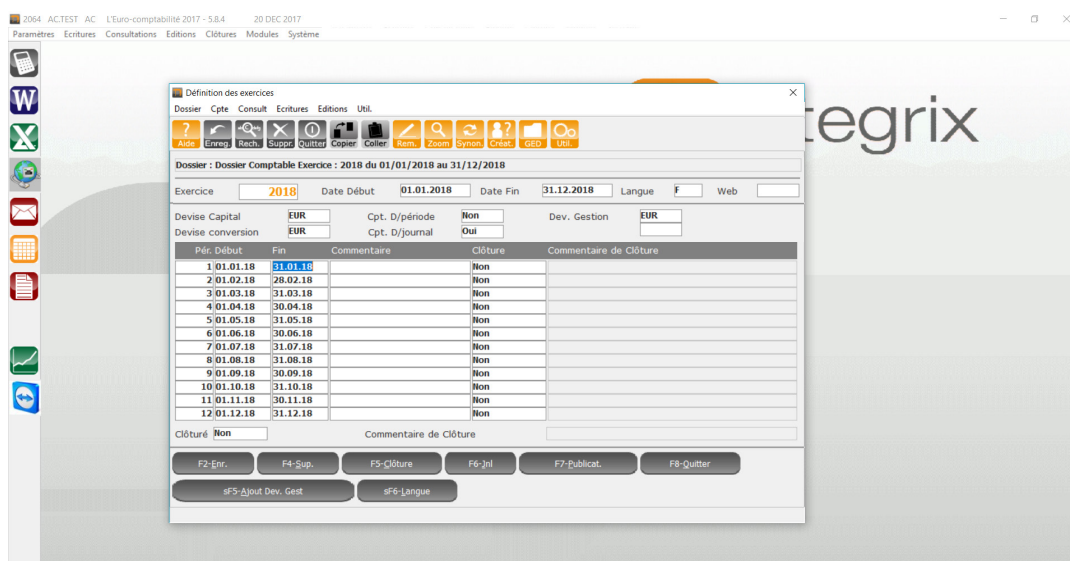 2064 AC.TEST AC L'Euro-comptabilité 2017 - 5.8.4 20 DEC 2017
Paramètres Ecritures Consultations Editions Clôtures Modules Système
egrix
Définition des exercices
Dossier Cpte Consult Ecritures Editions Util.
Aide Enreg. Rech. Suppr. Quitter Copier Coller Rem. Zoom Synon. Créat. GED Util.
Dossier : Dossier Comptable Exercice : 2018 du 01/01/2018 au 31/12/2018
Exercice 2018 Date Début 01.01.2018 Date Fin 31.12.2018 Langue F Web
Devise Capital EUR Cpt. D/période Non Dev. Gestion EUR
Devise conversion EUR Cpt. D/journal Oui
Pér. Début Fin Commentaire Clôture Commentaire de Clôture
1 01.01.18 31.01.18 Non
2 01.02.18 28.02.18 Non
3 01.03.18 31.03.18 Non
4 01.04.18 30.04.18 Non
5 01.05.18 31.05.18 Non
6 01.06.18 30.06.18 Non
7 01.07.18 31.07.18 Non
8 01.08.18 31.08.18 Non
9 01.09.18 30.09.18 Non
10 01.10.18 31.10.18 Non
11 01.11.18 30.11.18 Non
12 01.12.18 31.12.18 Non
Clôturé Non Commentaire de Clôture
F2-Enr. F4-Sup. F5-Clôture F6-Jnl F7-Publicat. F8-Quitter
sF5-Ajout Dev. Gest sF6-Langue